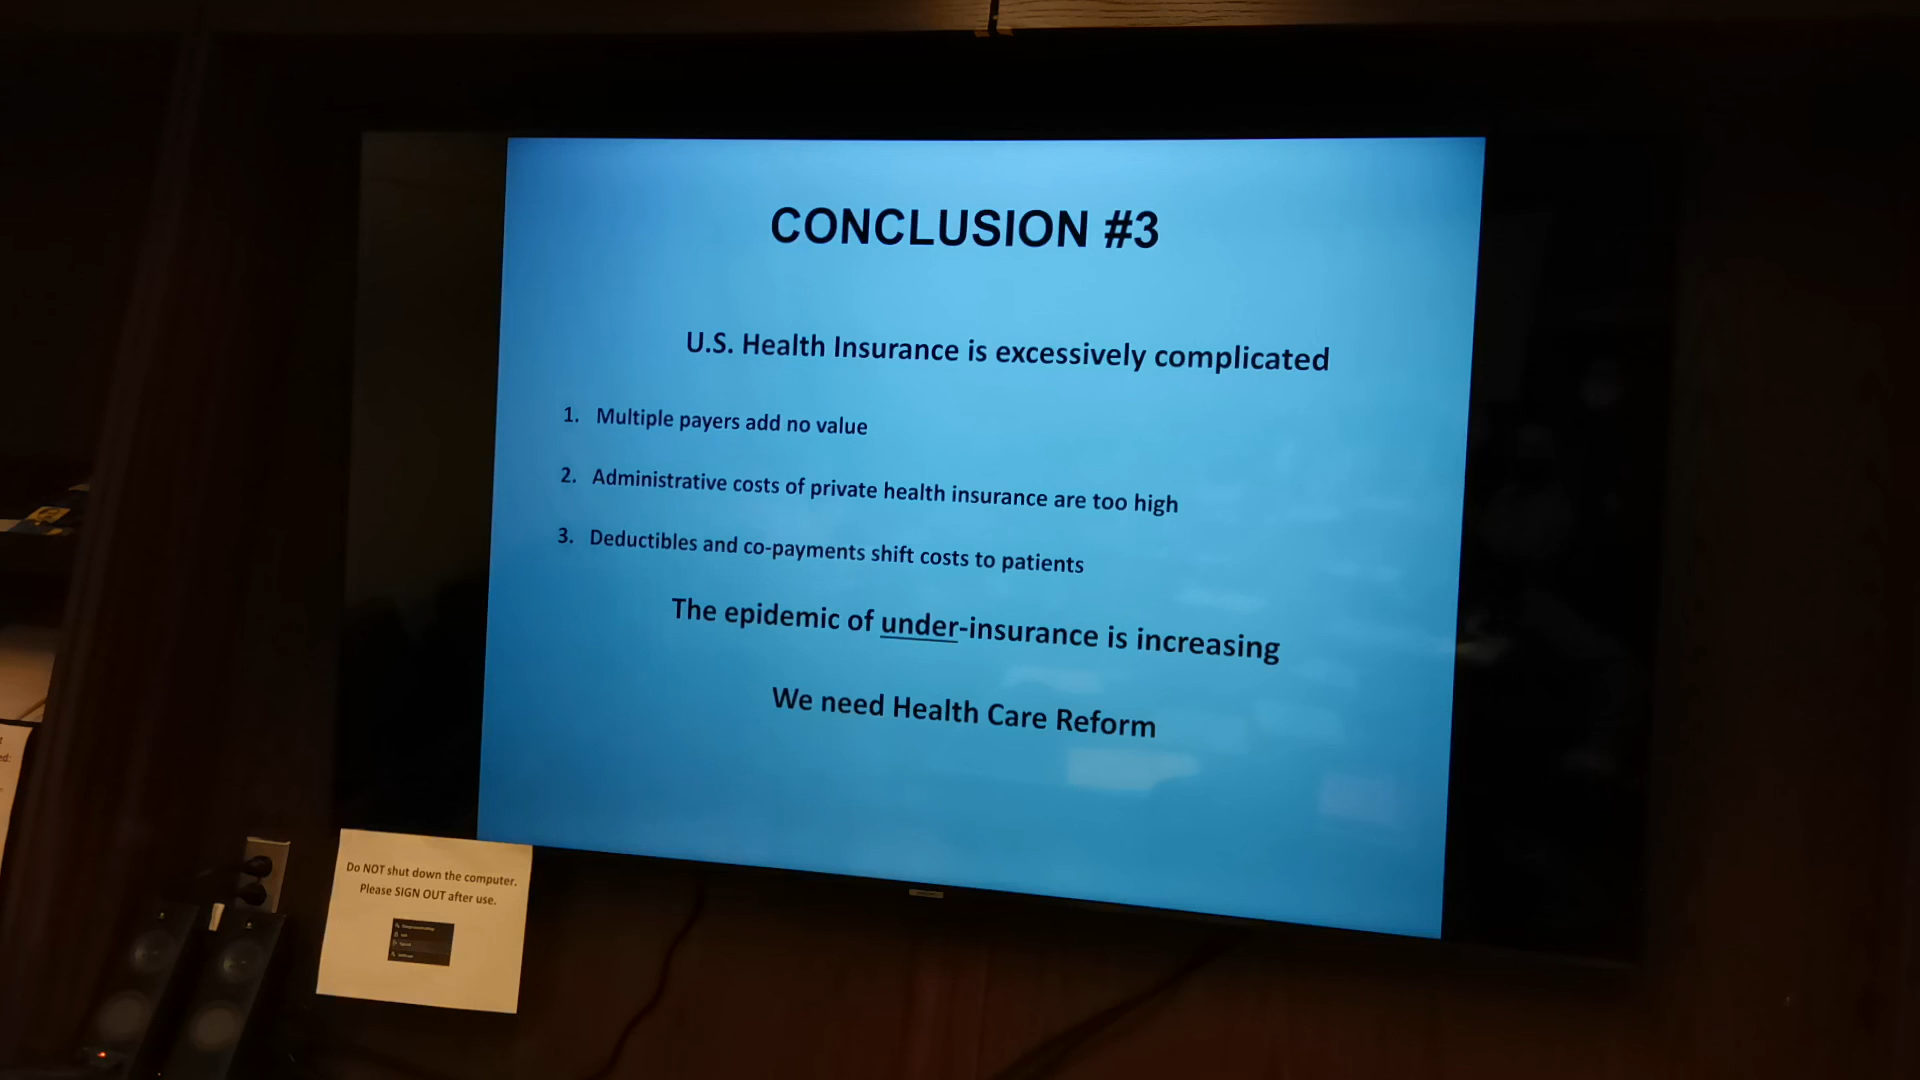 CONCLUSION #3
U.S. Health Insurance is excessively complicated
1. Multiple payers add no value
2. Administrative costs of private health insurance are too high
3. Deductibles and co-payments shift costs to patients
The epidemic of under-insurance is increasing
We need Health Care Reform
Do NOT shut down the computer.
Please SIGN OUT after use.